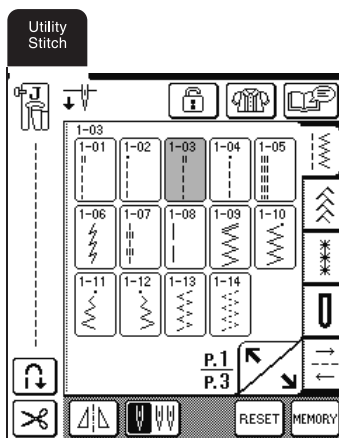 Utility
Stitch
J
1-03
1-01 1-02 1-03 1-04 1-05
1-06 1-07 1-08 1-09 1-10
1-11 1-12 1-13 1-14
P.1
P.3
RESET MEMORY